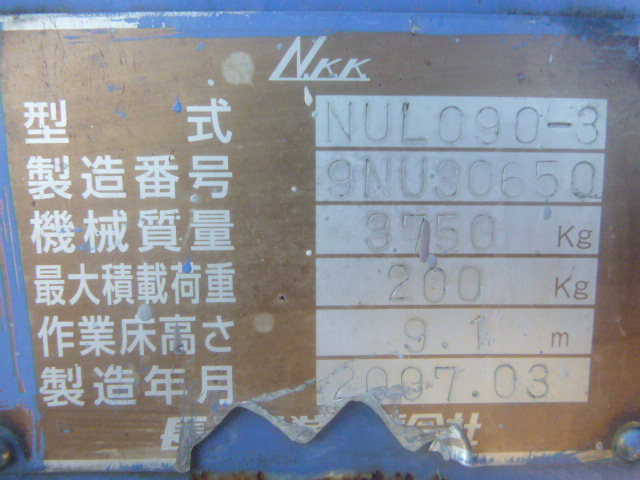 N.K.K.
型 式 NUL090-3
製造番号 9NU30650
機械質量 3750 Kg
最大積載荷重 200 Kg
作業床高さ 9.1 m
製造年月 2007.03